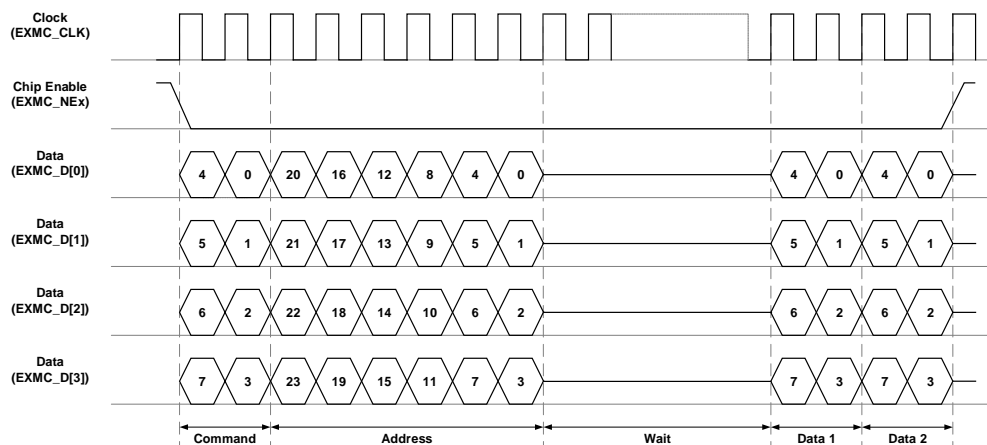 Clock
(EXMC_CLK)
Chip Enable
(EXMC_NEx)
Data
(EXMC_D[0])
4 0 20 16 12 8 4 0 4 0 4 0
Data
(EXMC_D[1])
5 1 21 17 13 9 5 1 5 1 5 1
Data
(EXMC_D[2])
6 2 22 18 14 10 6 2 6 2 6 2
Data
(EXMC_D[3])
7 3 23 19 15 11 7 3 7 3 7 3
Command Address Wait Data 1 Data 2